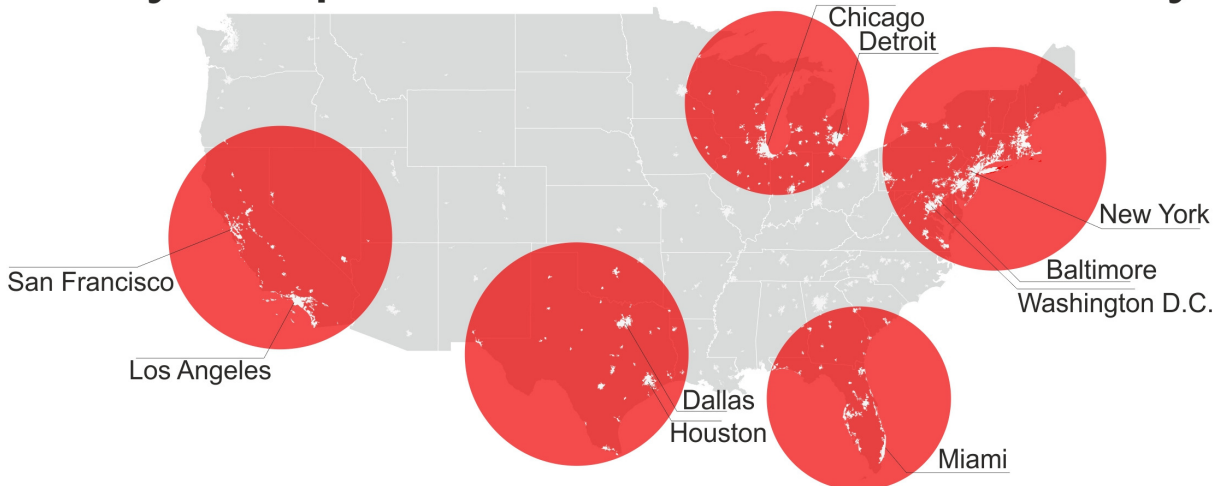 Chicago
Detroit
New York
San Francisco
Baltimore
Washington D.C.
Los Angeles
Dallas
Houston
Miami